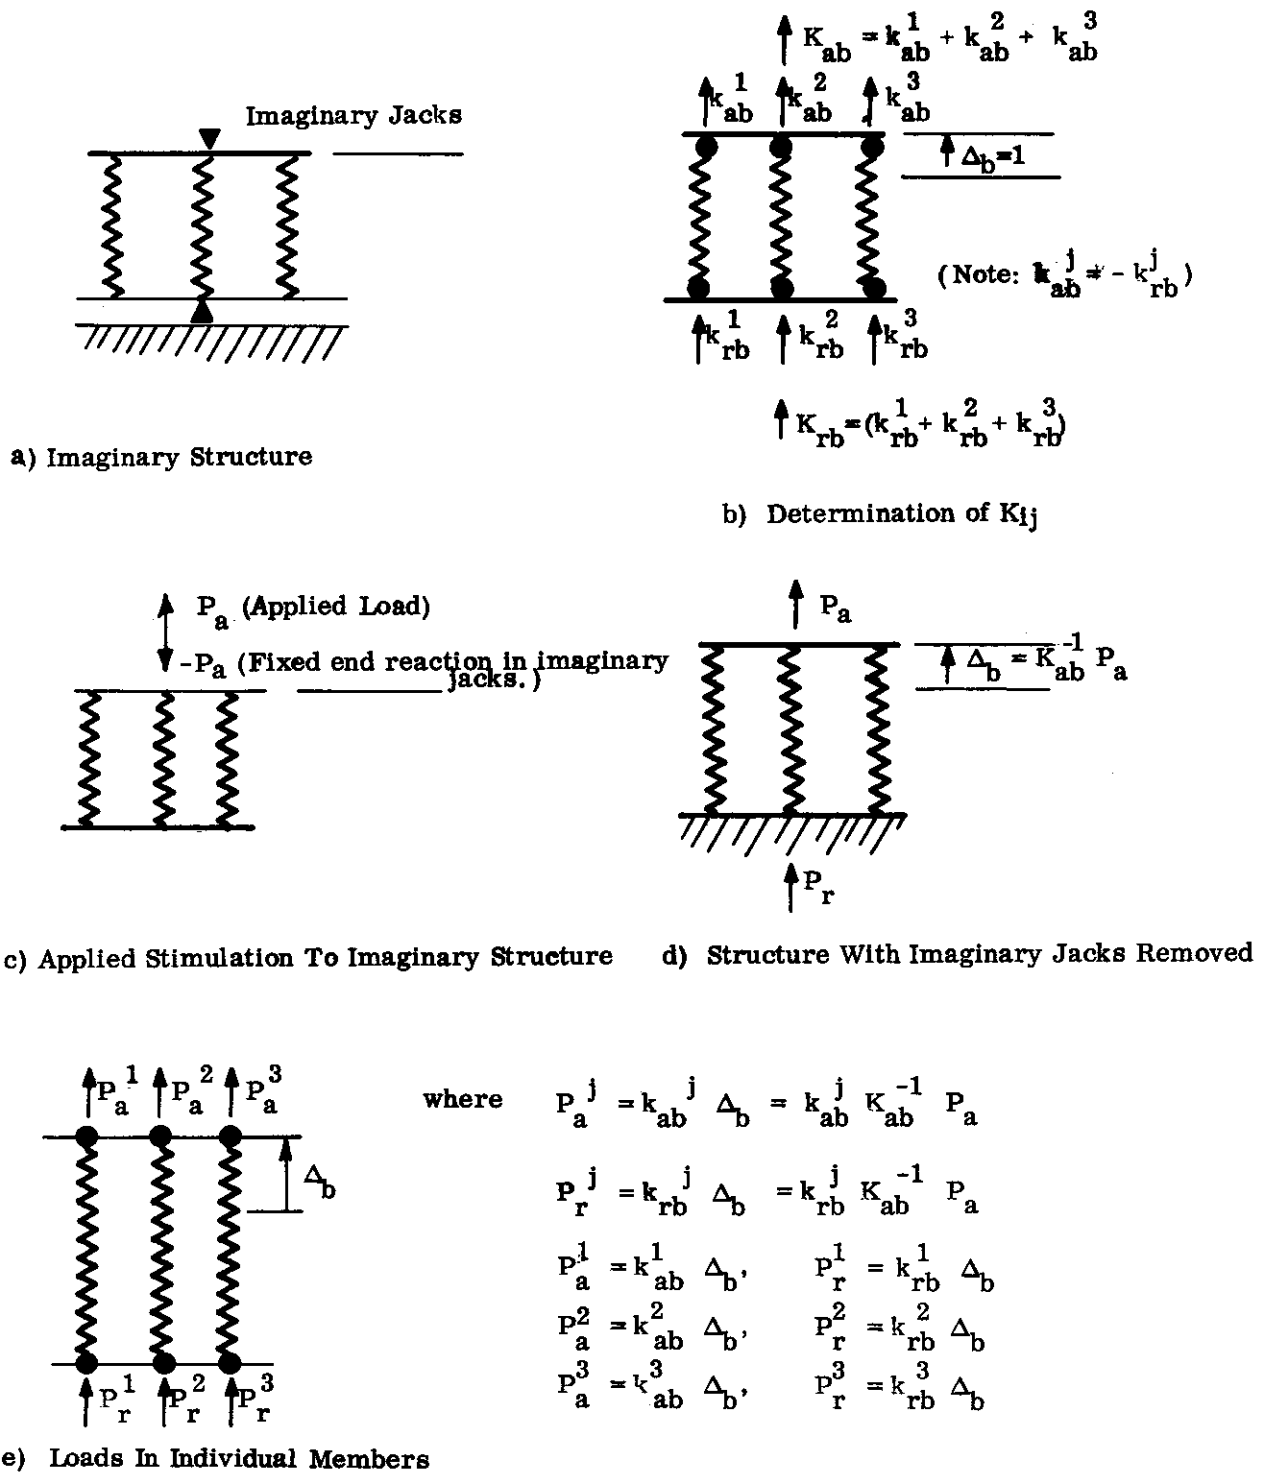 Imaginary Jacks
a) Imaginary Structure
K_ab = k_ab^1 + k_ab^2 + k_ab^3
k_ab^1 k_ab^2 k_ab^3
Δ_b=1
(Note: k_ab^j = - k_rb^j)
k_rb^1 k_rb^2 k_rb^3
K_rb=(k_rb^1+ k_rb^2+ k_rb^3)
b) Determination of K_ij
P_a (Applied Load)
-P_a (Fixed end reaction in imaginary
jacks.)
c) Applied Stimulation To Imaginary Structure
P_a
Δ_b = K_ab^-1 P_a
P_r
d) Structure With Imaginary Jacks Removed
P_a^1 P_a^2 P_a^3
Δ_b
P_r^1 P_r^2 P_r^3
where P_a^j = k_ab^j Δ_b = k_ab^j K_ab^-1 P_a
P_r^j = k_rb^j Δ_b = k_rb^j K_ab^-1 P_a
P_a^1 = k_ab^1 Δ_b, P_r^1 = k_rb^1 Δ_b
P_a^2 = k_ab^2 Δ_b, P_r^2 = k_rb^2 Δ_b
P_a^3 = k_ab^3 Δ_b, P_r^3 = k_rb^3 Δ_b
e) Loads In Individual Members